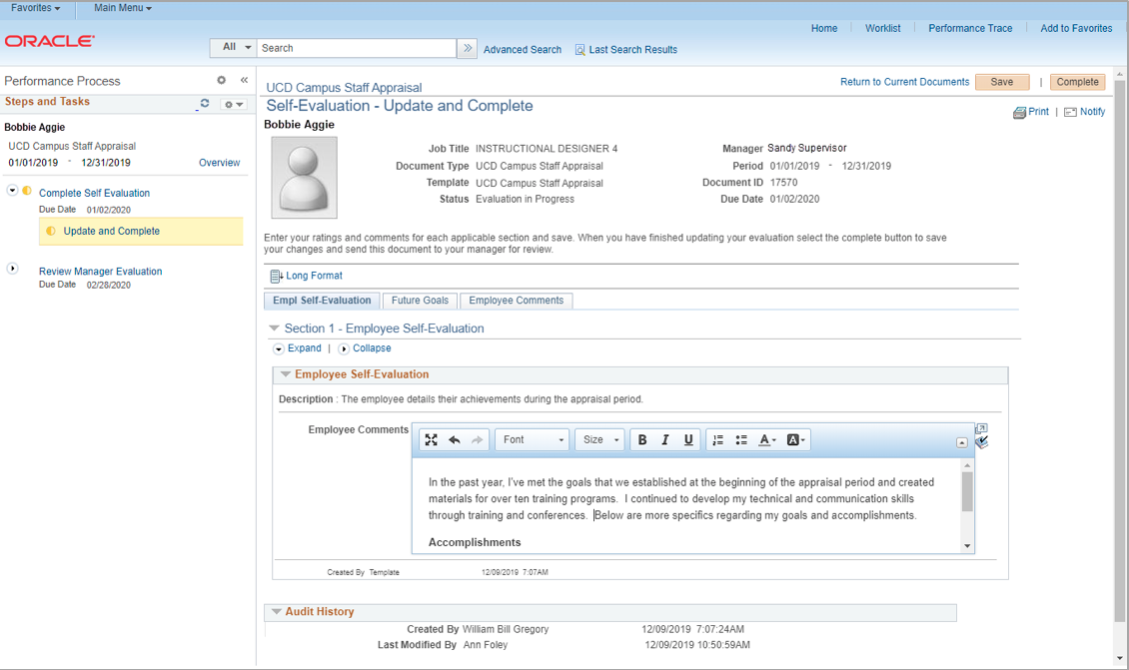 Favorites Main Menu
Home Worklist Performance Trace Add to Favorites
ORACLE
All Search Advanced Search Last Search Results
Performance Process
Steps and Tasks
Bobbie Aggie
UCD Campus Staff Appraisal
01/01/2019 - 12/31/2019 Overview
Complete Self Evaluation
Due Date 01/02/2020
Update and Complete
Review Manager Evaluation
Due Date 02/28/2020
Return to Current Documents Save | Complete
UCD Campus Staff Appraisal
Self-Evaluation - Update and Complete
Print | Notify
Bobbie Aggie
Job Title INSTRUCTIONAL DESIGNER 4 Manager Sandy Supervisor
Document Type UCD Campus Staff Appraisal Period 01/01/2019 - 12/31/2019
Template UCD Campus Staff Appraisal Document ID 17570
Status Evaluation in Progress Due Date 01/02/2020
Enter your ratings and comments for each applicable section and save. When you have finished updating your evaluation select the complete button to save
your changes and send this document to your manager for review.
Long Format
Empl Self-Evaluation Future Goals Employee Comments
Section 1 - Employee Self-Evaluation
Expand | Collapse
Employee Self-Evaluation
Description : The employee details their achievements during the appraisal period.
Employee Comments
Font Size B I U A A
In the past year, I've met the goals that we established at the beginning of the appraisal period and created
materials for over ten training programs. I continued to develop my technical and communication skills
through training and conferences. Below are more specifics regarding my goals and accomplishments.
Accomplishments
Created By Template 12/09/2019 7:07AM
Audit History
Created By William Bill Gregory 12/09/2019 7:07:24AM
Last Modified By Ann Foley 12/09/2019 10:50:59AM